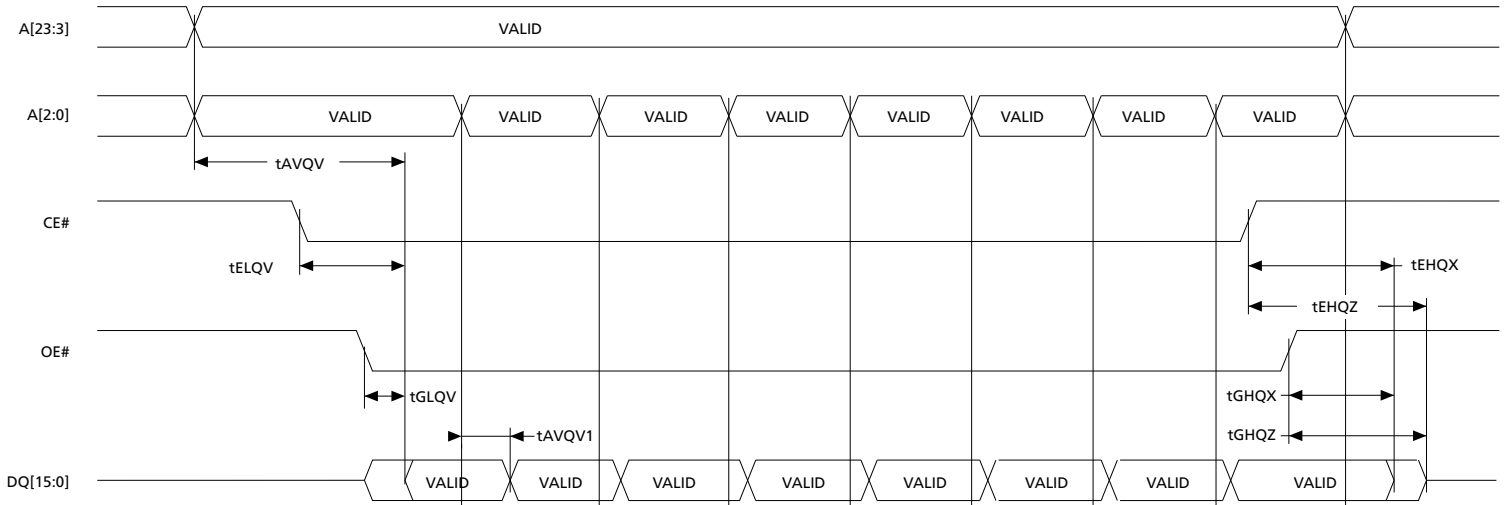 A[23:3]
VALID
A[2:0]
VALID VALID VALID VALID VALID VALID VALID VALID
tAVQV
CE#
tELQV
tEHQX
tEHQZ
OE#
tGLQV
tGHQX
tAVQV1
tGHQZ
DQ[15:0]
VALID VALID VALID VALID VALID VALID VALID VALID